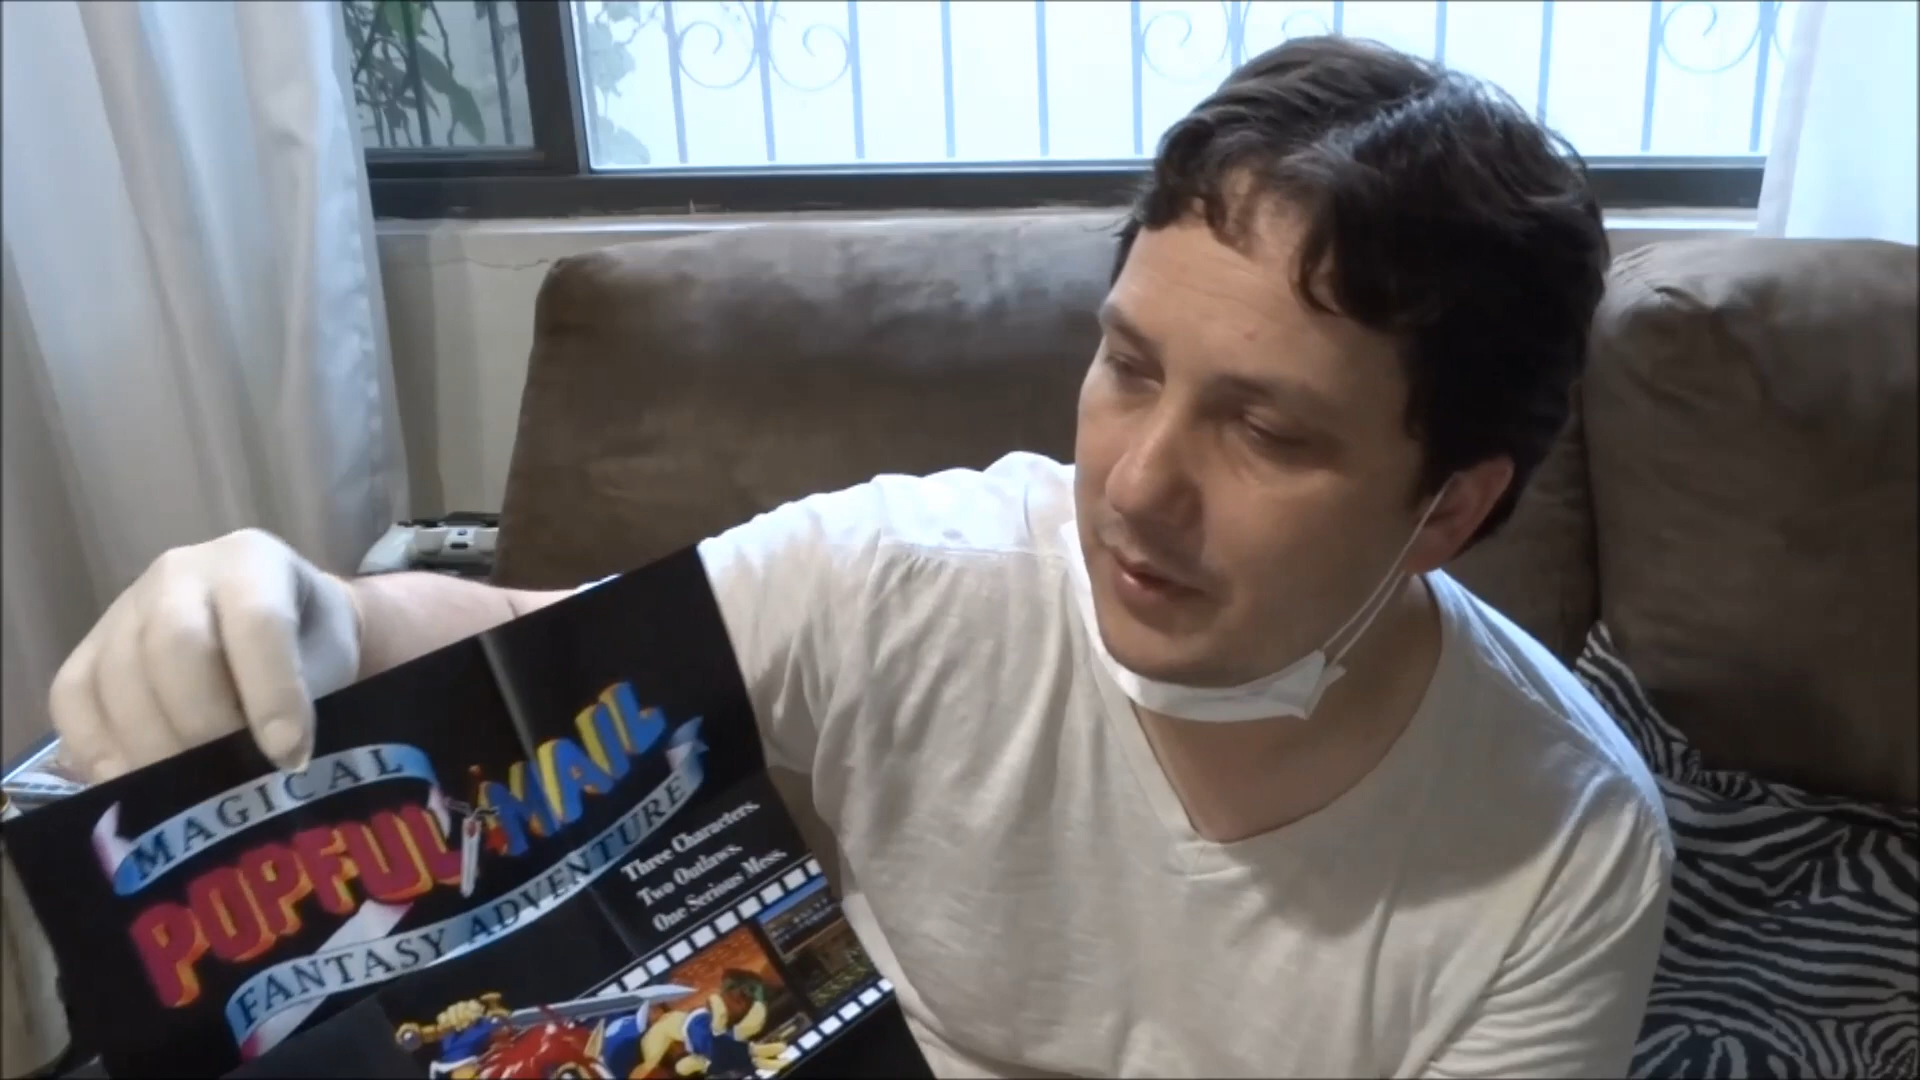 MAGICAL
POPFUL MAIL
FANTASY ADVENTURE
Three Characters.
Two Outlaws.
One Serious Mess.